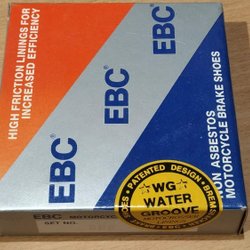 HIGH FRICTION LININGS FOR
INCREASED EFFICIENCY
EBC
EBC
EBC
NON ASBESTOS
MOTORCYCLE BRAKE SHOES
PATENTED DESIGN
WG
WATER
GROOVE
EBC MOTORCYC
SET NO.